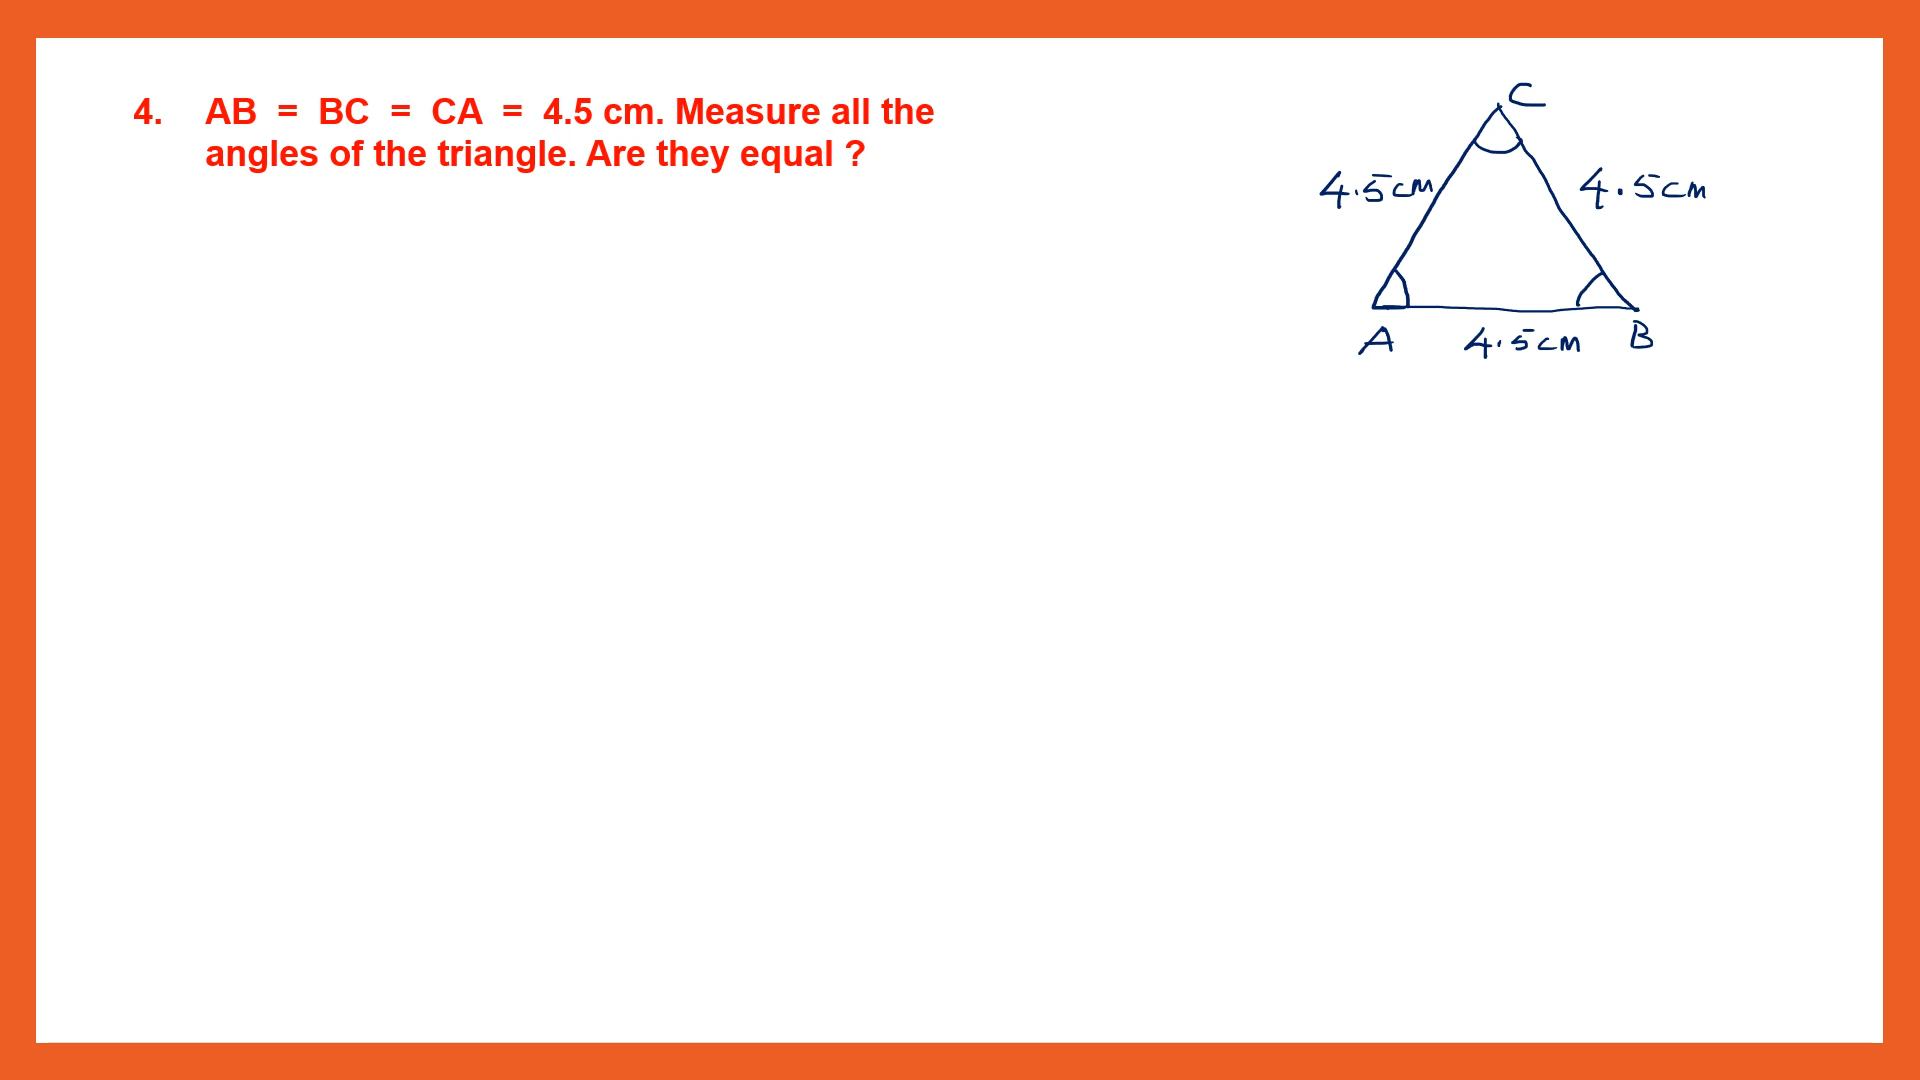 4. AB = BC = CA = 4.5 cm. Measure all the
angles of the triangle. Are they equal ?
C
4.5cm
4.5cm
A
4.5cm
B